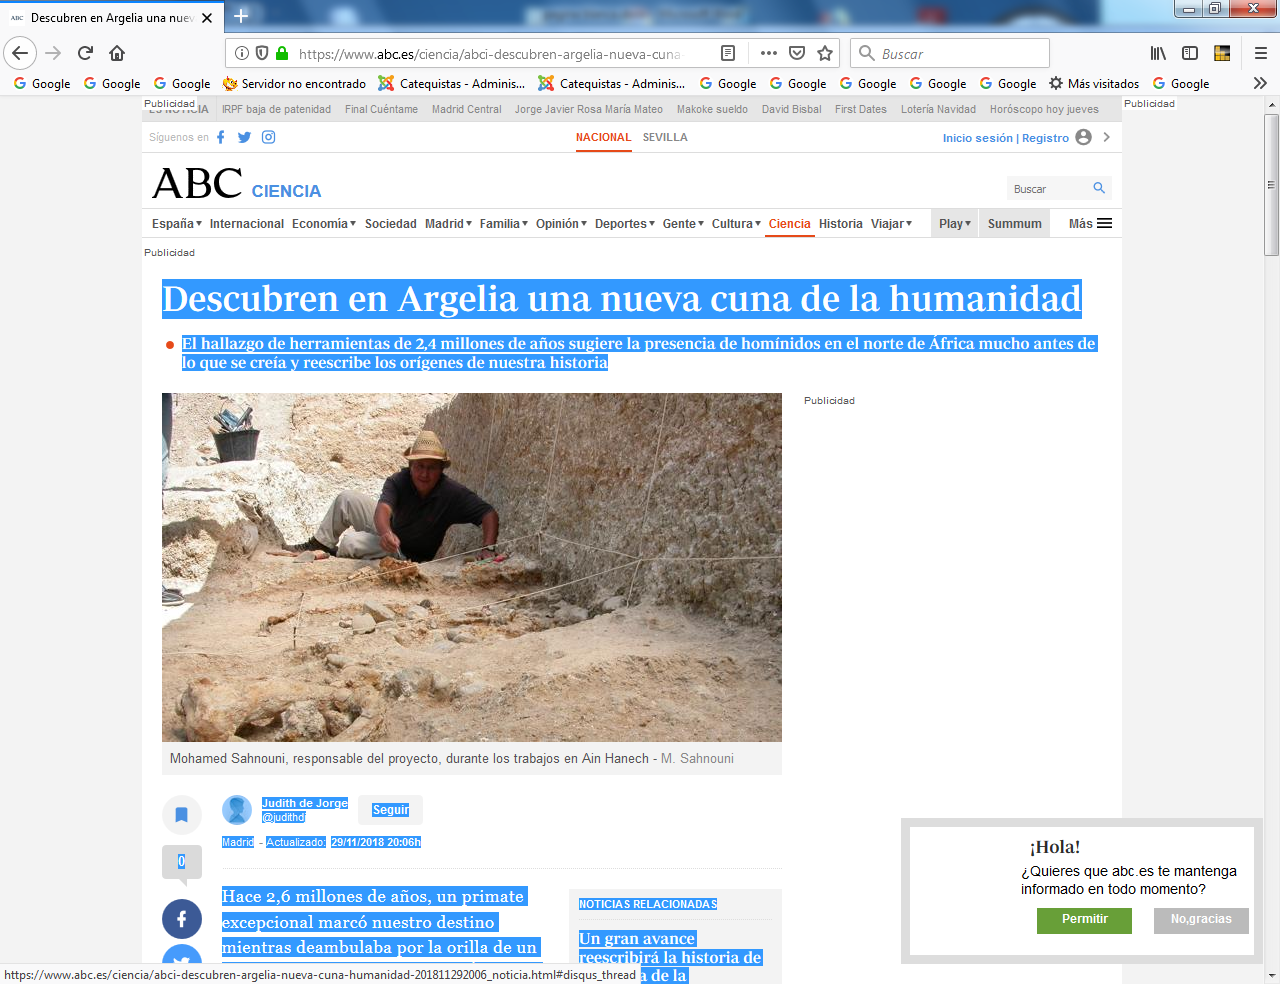 ABC Descubren en Argelia una nuev
https://www.abc.es/ciencia/abci-descubren-argelia-nueva-cuna-
Buscar
Google Google Google Servidor no encontrado Catequistas - Adminis... Catequistas - Adminis... Google Google Google Google Google Más visitados Google
Publicidad
ES NOTICIA IRPF baja de patenidad Final Cuéntame Madrid Central Jorge Javier Rosa María Mateo Makoke sueldo David Bisbal First Dates Lotería Navidad Horóscopo hoy jueves
Publicidad
Síguenos en
NACIONAL SEVILLA
Inicio sesión | Registro
ABC CIENCIA
Buscar
España Internacional Economía Sociedad Madrid Familia Opinión Deportes Gente Cultura Ciencia Historia Viajar Play Summum Más
Publicidad
Descubren en Argelia una nueva cuna de la humanidad
El hallazgo de herramientas de 2,4 millones de años sugiere la presencia de homínidos en el norte de África mucho antes de
lo que se creía y reescribe los orígenes de nuestra historia
Publicidad
Mohamed Sahnouni, responsable del proyecto, durante los trabajos en Ain Hanech - M. Sahnouni
Judith de Jorge
@judithdj
Seguir
Madrid - Actualizado: 29/11/2018 20:06h
0
Hace 2,6 millones de años, un primate
excepcional marcó nuestro destino
mientras deambulaba por la orilla de un
NOTICIAS RELACIONADAS
Un gran avance
reescribirá la historia de
a de la
¡Hola!
¿Quieres que abc.es te mantenga
informado en todo momento?
Permitir No,gracias
https://www.abc.es/ciencia/abci-descubren-argelia-nueva-cuna-humanidad-201811292006_noticia.html#disqus_thread